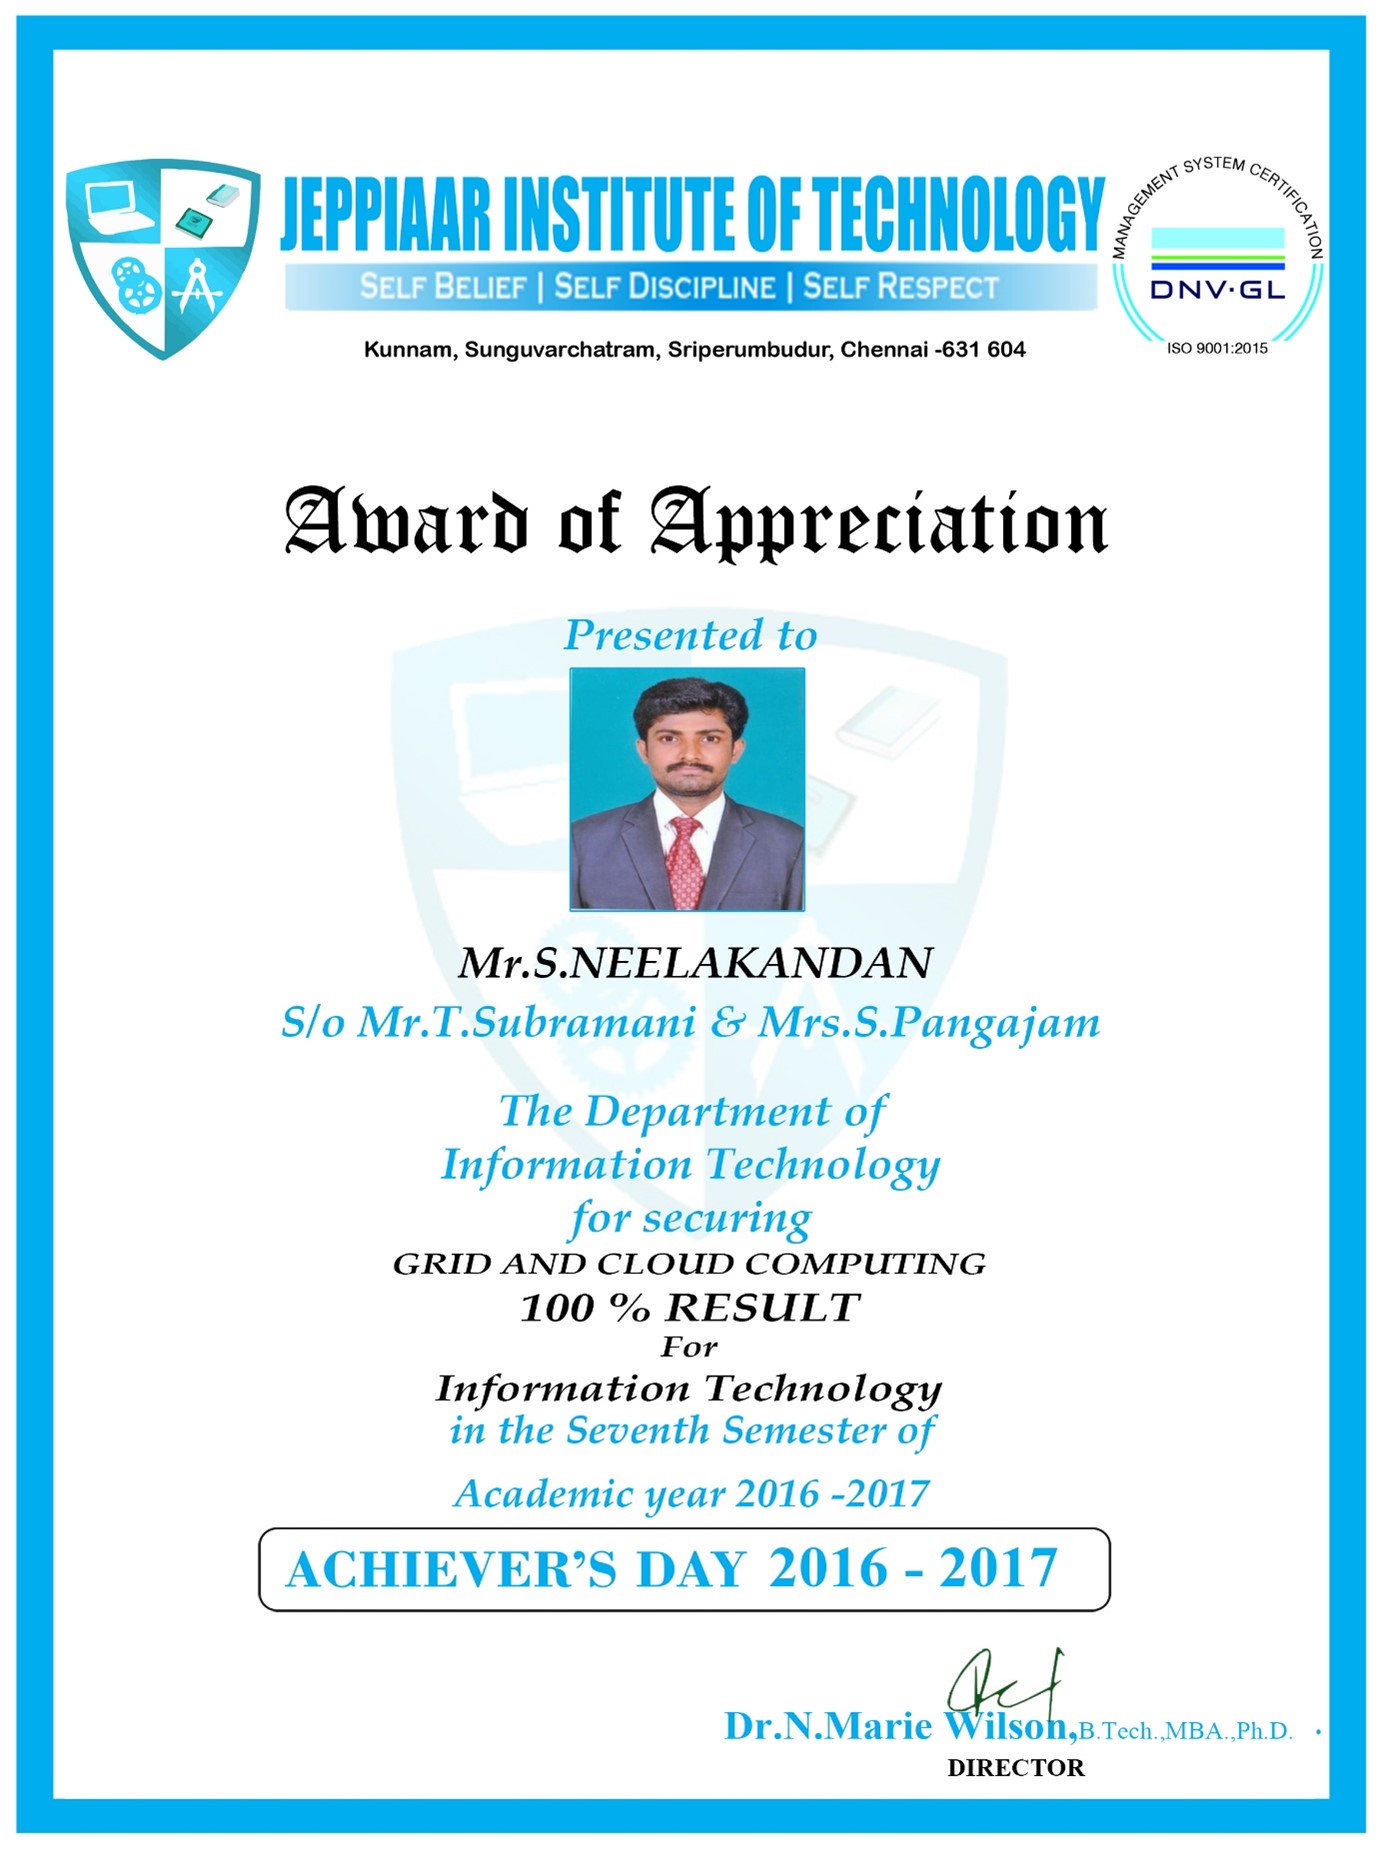 JEPPIAAR INSTITUTE OF TECHNOLOGY
SELF BELIEF | SELF DISCIPLINE | SELF RESPECT
Kunnam, Sunguvarchatram, Sriperumbudur, Chennai -631 604
MANAGEMENT SYSTEM CERTIFICATION
DNV·GL
ISO 9001:2015
Award of Appreciation
Presented to
Mr.S.NEELAKANDAN
S/o Mr.T.Subramani & Mrs.S.Pangajam
The Department of
Information Technology
for securing
GRID AND CLOUD COMPUTING
100 % RESULT
For
Information Technology
in the Seventh Semester of
Academic year 2016 -2017
ACHIEVER'S DAY 2016 - 2017
Dr.N.Marie Wilson,B.Tech.,MBA.,Ph.D.
DIRECTOR